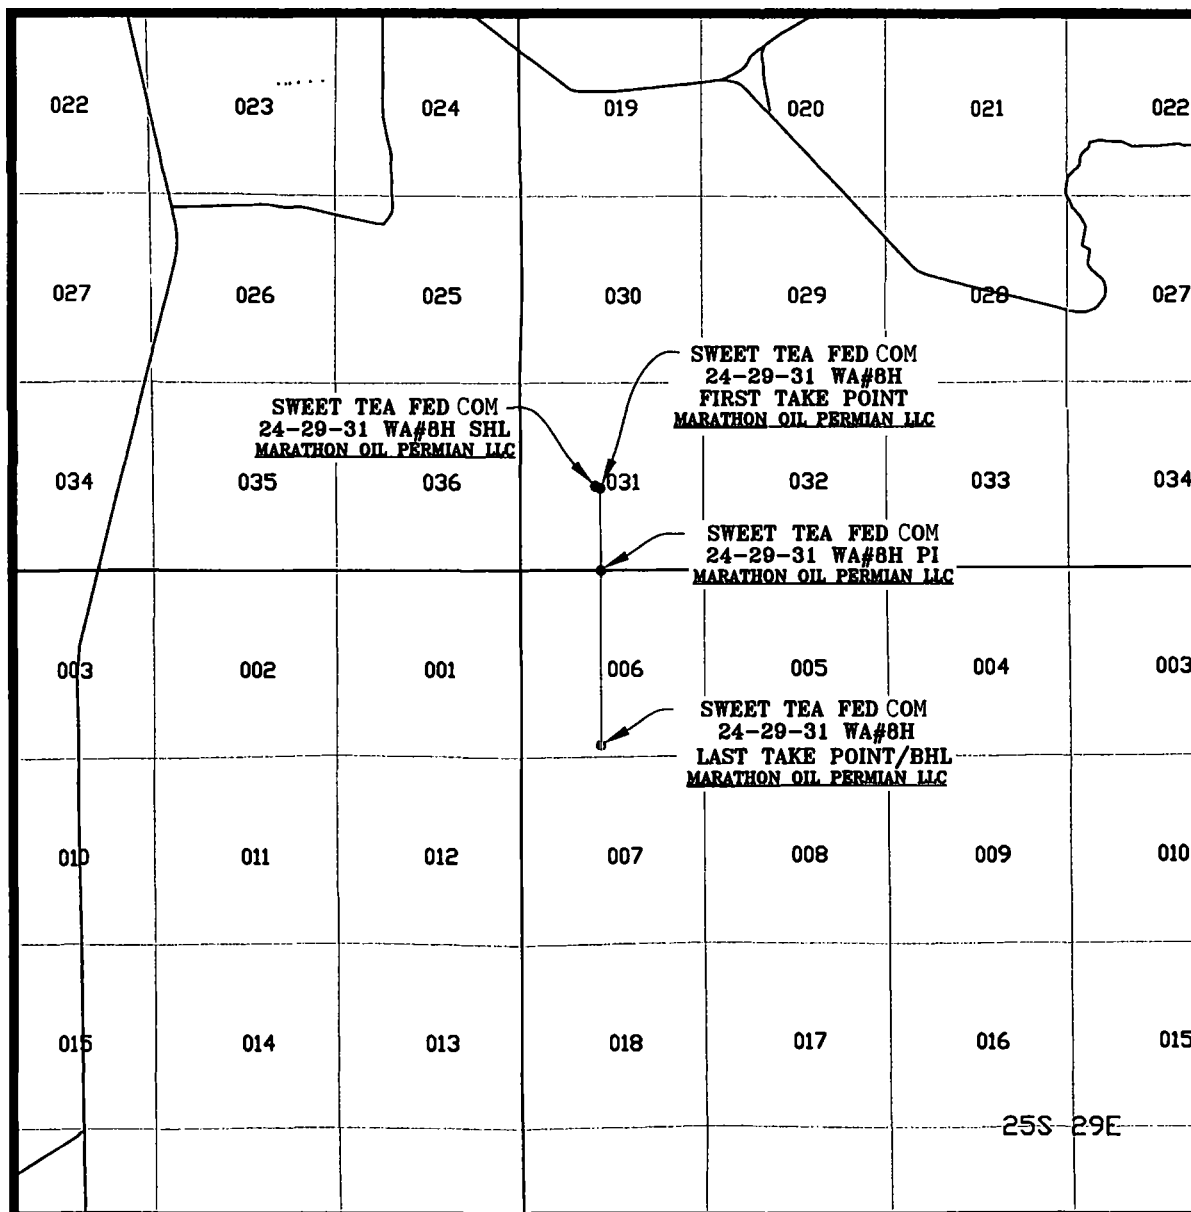 022 023 024 019 020 021 022
027 026 025 030 029 028 027
SWEET TEA FED COM
24-29-31 WA#8H
FIRST TAKE POINT
MARATHON OIL PERMIAN LLC
SWEET TEA FED COM
24-29-31 WA#8H SHL
MARATHON OIL PERMIAN LLC
034 035 036 031 032 033 034
SWEET TEA FED COM
24-29-31 WA#8H PI
MARATHON OIL PERMIAN LLC
003 002 001 006 005 004 003
SWEET TEA FED COM
24-29-31 WA#8H
LAST TAKE POINT/BHL
MARATHON OIL PERMIAN LLC
010 011 012 007 008 009 010
015 014 013 018 017 016 015
25S 29E